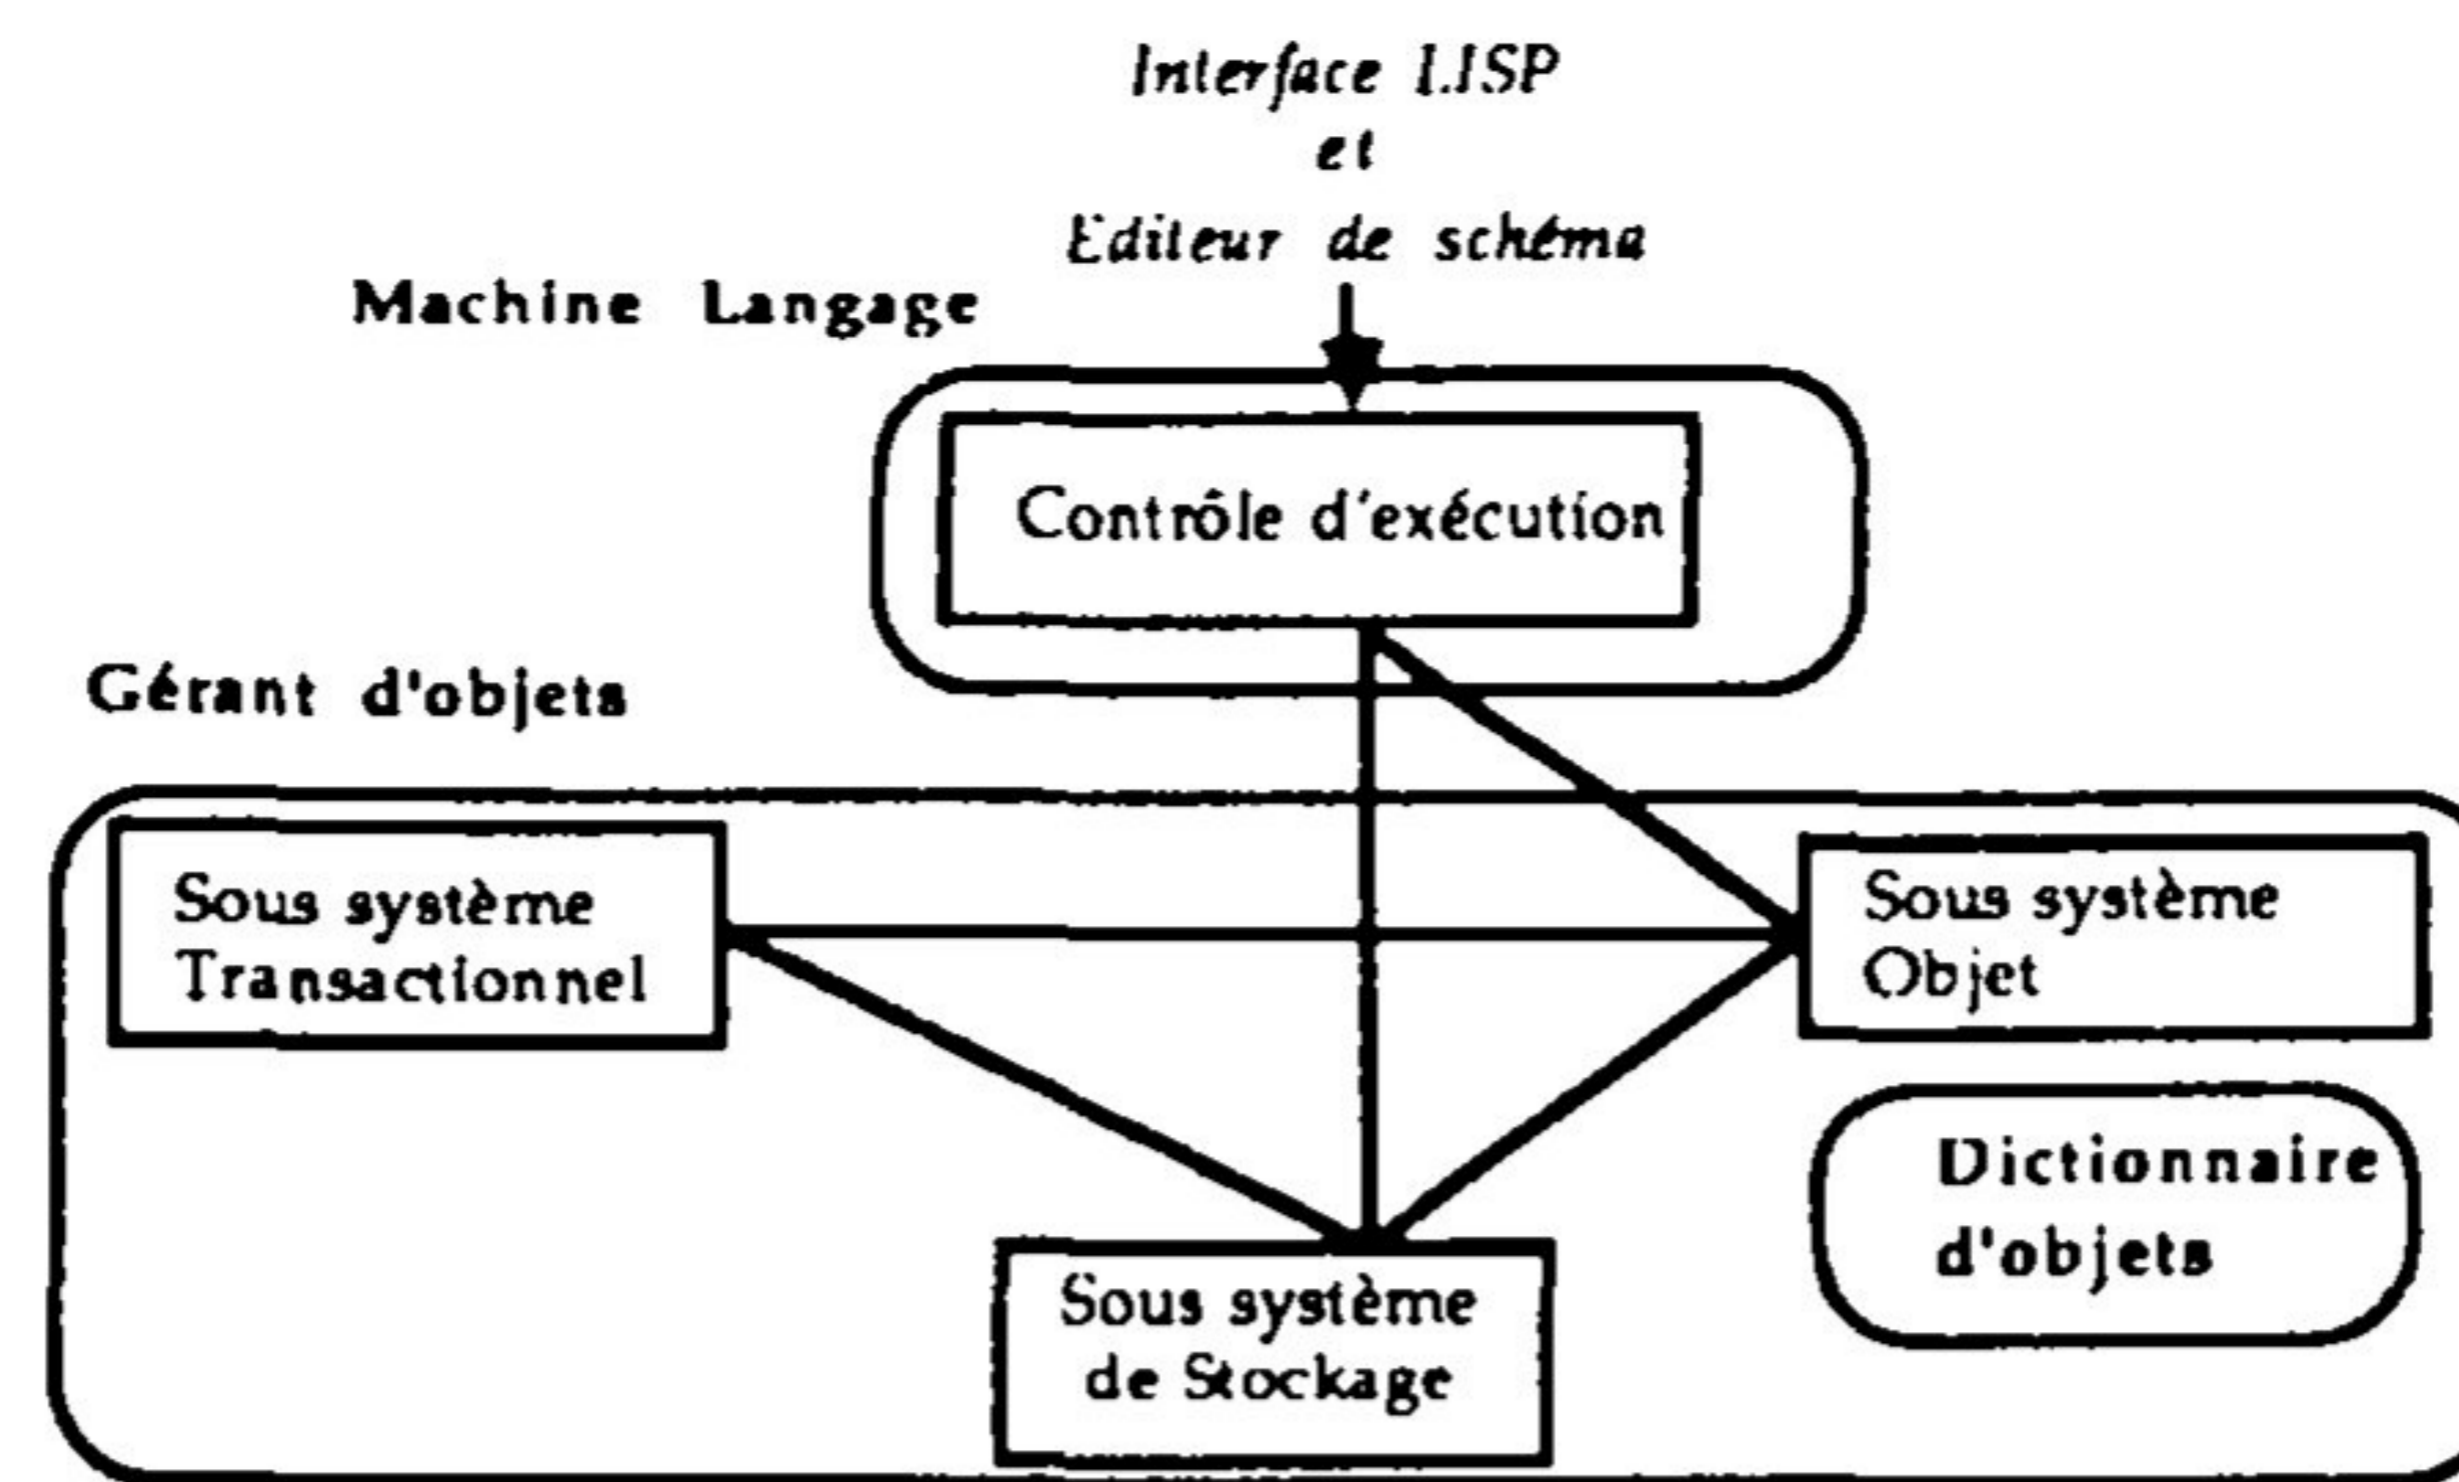 Interface LISP
et
Editeur de schéma
Machine Langage
Contrôle d'exécution
Gérant d'objets
Sous système
Transactionnel
Sous système
Objet
Dictionnaire
d'objets
Sous système
de Stockage